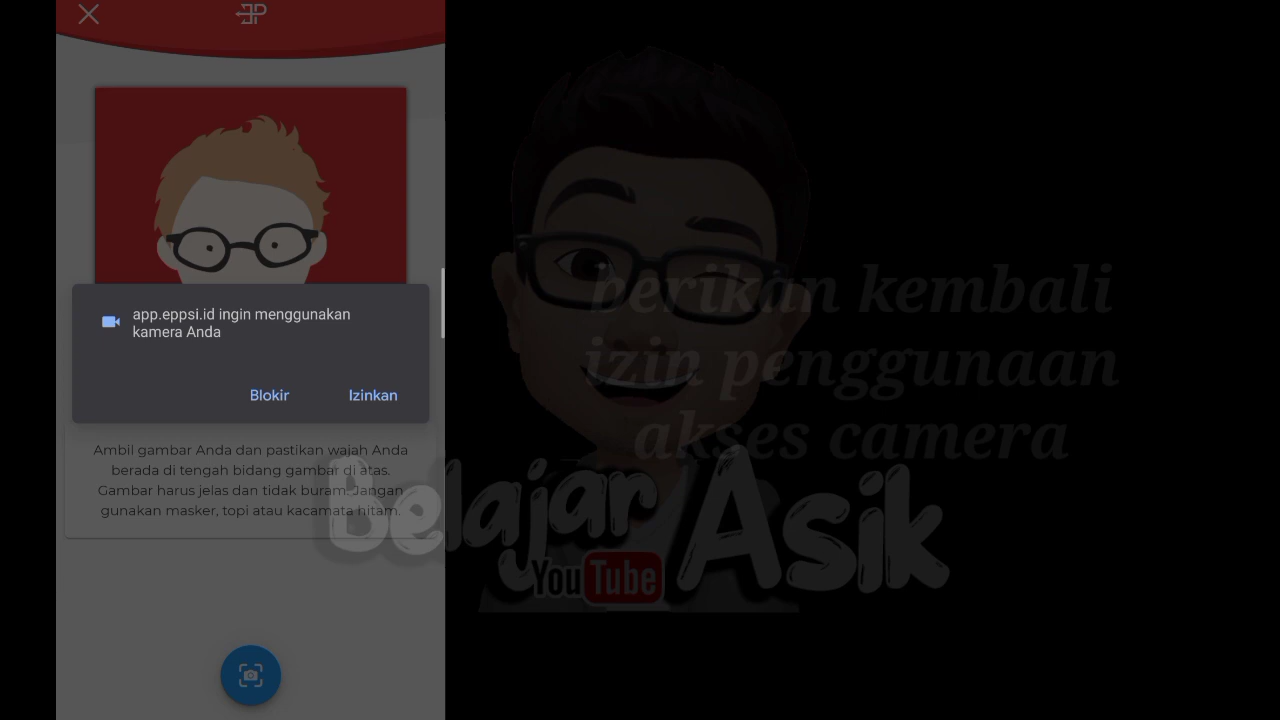 app.eppsi.id ingin menggunakan
kamera Anda
Blokir Izinkan
Ambil gambar Anda dan pastikan wajah Anda
berada di tengah bidang gambar di atas.
Gambar harus jelas dan tidak buram. Jangan
gunakan masker, topi atau kacamata hitam.
berikan kembali
izin penggunaan
akses camera
Belajar Asik
YouTube